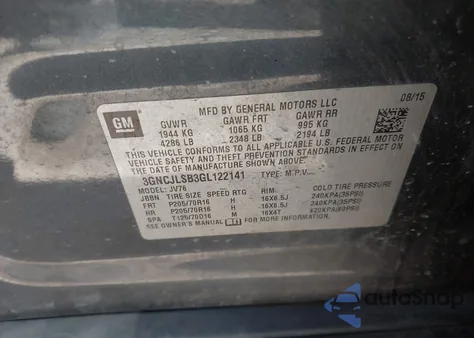 GM
MFD BY GENERAL MOTORS LLC
08/15
GVWR GAWR FRT GAWR RR
1944 KG 1065 KG 995 KG
4286 LB 2348 LB 2194 LB
THIS VEHICLE CONFORMS TO ALL APPLICABLE U.S. FEDERAL MOTOR
VEHICLE SAFETY AND THEFT PREVENTION STANDARDS IN EFFECT ON
THE DATE OF MANUFACTURE SHOWN ABOVE.
3GNCJLSB3GL122141 TYPE: M.P.V.
MODEL: JV76
JBBN TIRE SIZE SPEED RTG RIM COLD TIRE PRESSURE
FRT P205/70R16 H 16X6.5J 240KPA(35PSI)
RR P205/70R16 H 16X6.5J 240KPA(35PSI)
SPA T125/70D16 M 16X4T 420KPA(60PSI)
SEE OWNER'S MANUAL FOR ADDITIONAL INFORMATION
autoSnap